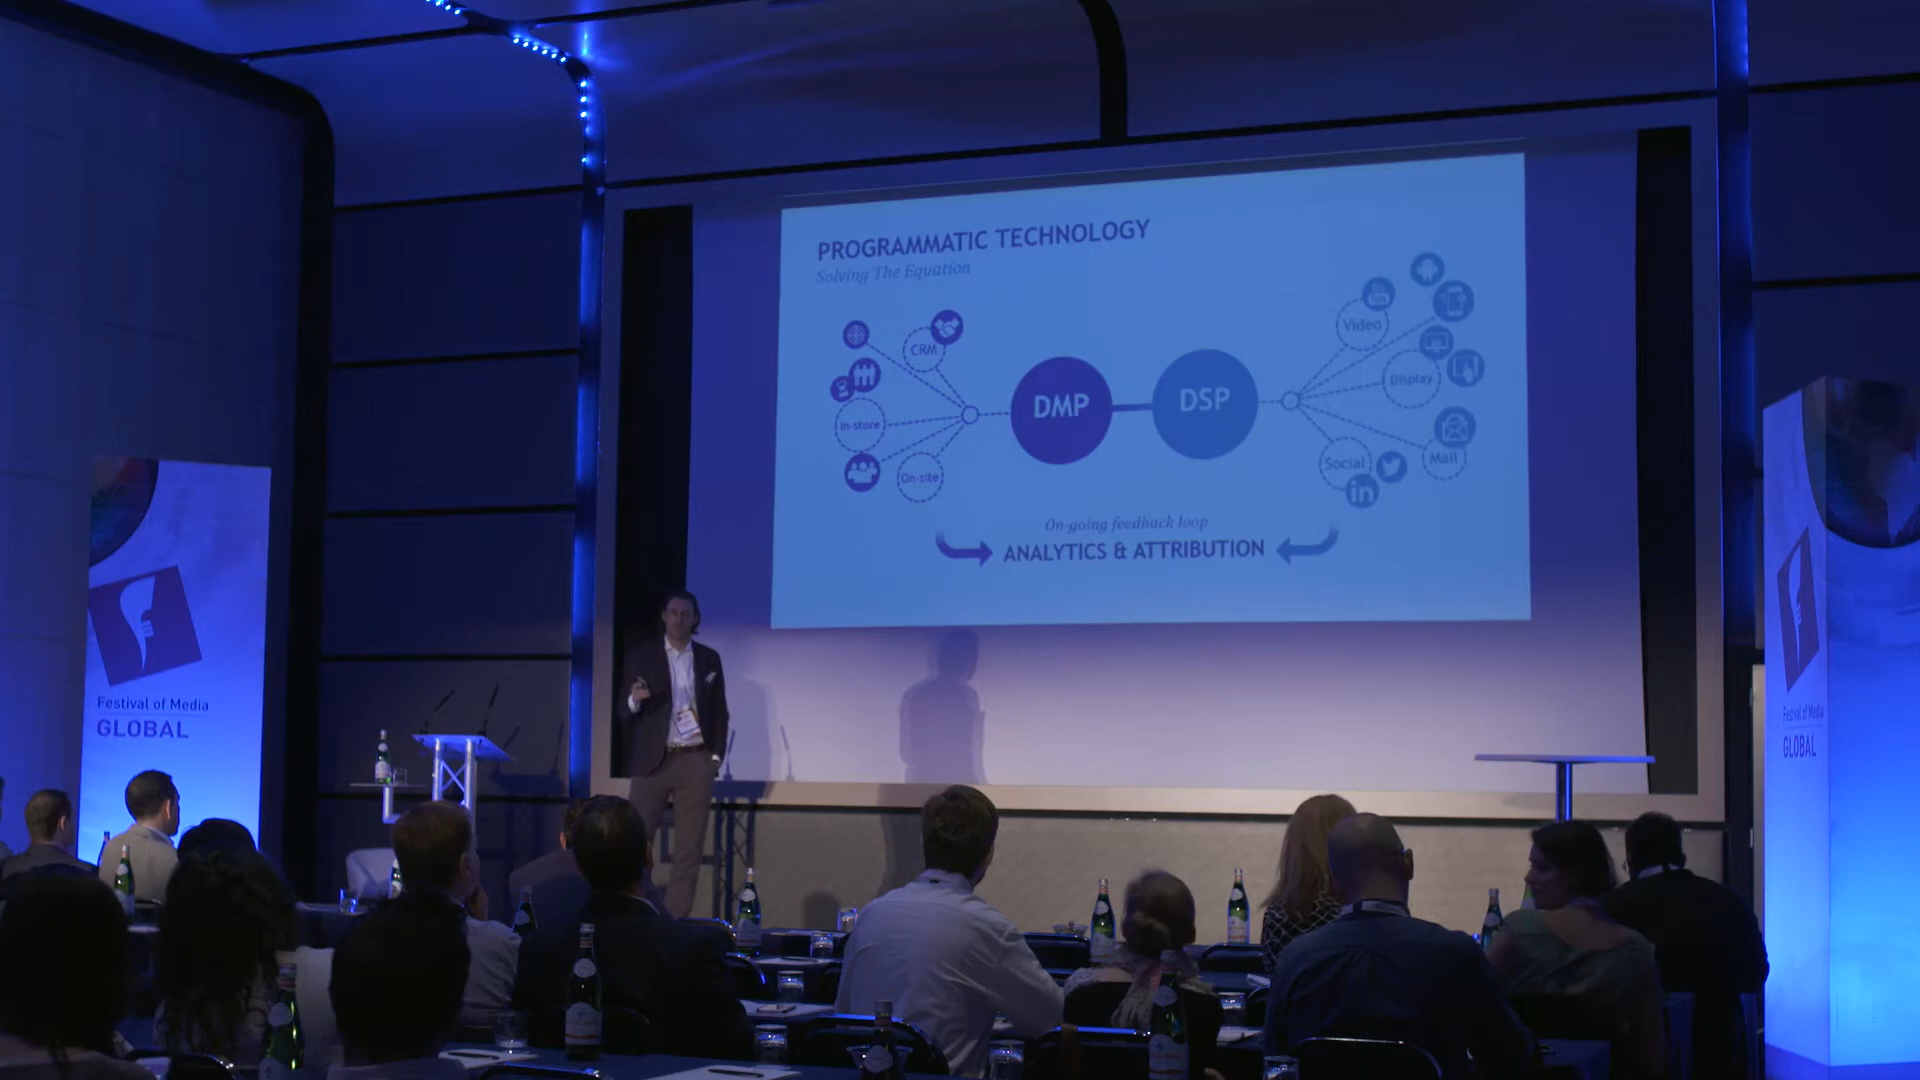 PROGRAMMATIC TECHNOLOGY
Solving The Equation
CRM
In-store
On-site
DMP
DSP
Video
Display
Social
Mail
in
On-going feedback loop
ANALYTICS & ATTRIBUTION
Festival of Media
GLOBAL
Festival of Media
GLOBAL